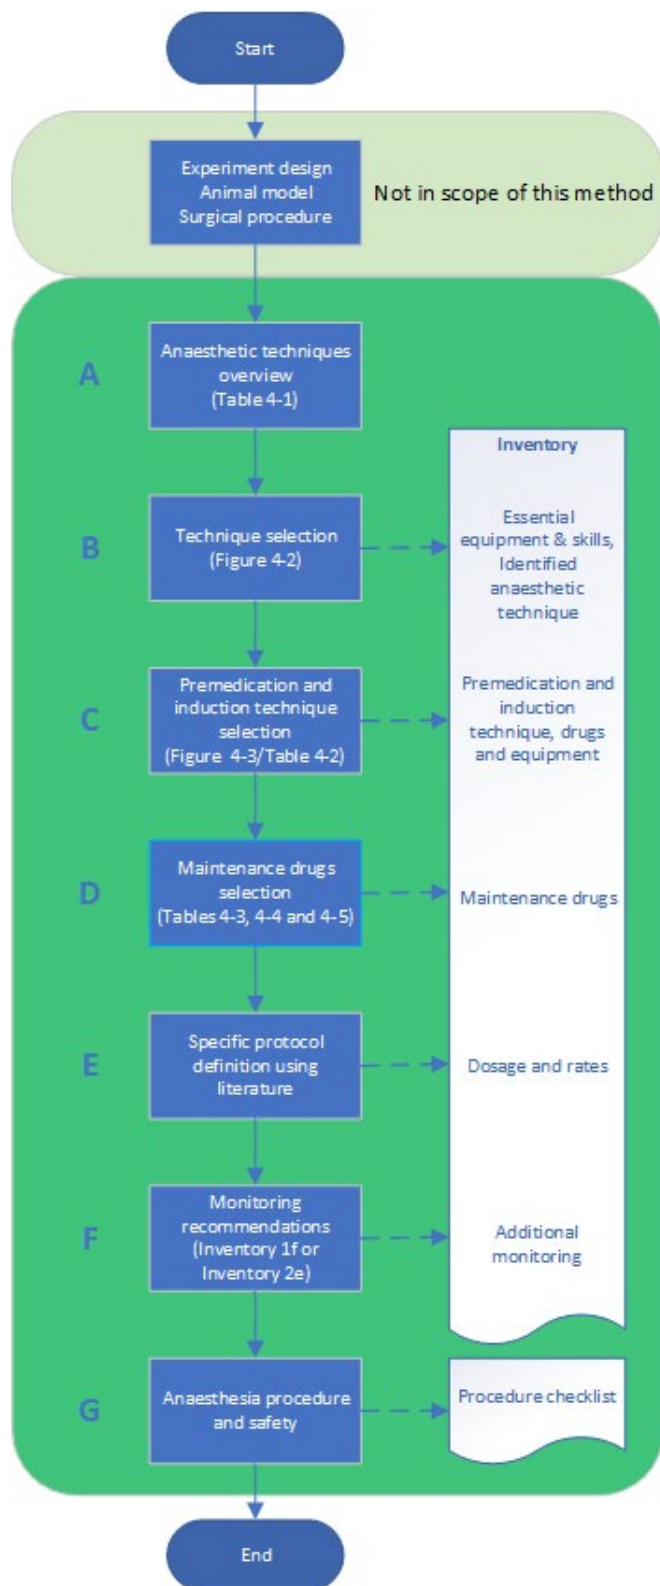 Start
Experiment design
Animal model
Surgical procedure
Not in scope of this method
A
Anaesthetic techniques
overview
(Table 4-1)
Inventory
B
Technique selection
(Figure 4-2)
Essential
equipment & skills,
Identified
anaesthetic
technique
C
Premedication and
induction technique
selection
(Figure 4-3/Table 4-2)
Premedication and
induction
technique, drugs
and equipment
D
Maintenance drugs
selection
(Tables 4-3, 4-4 and 4-5)
Maintenance drugs
E
Specific protocol
definition using
literature
Dosage and rates
F
Monitoring
recommendations
(Inventory 1f or
Inventory 2e)
Additional
monitoring
G
Anaesthesia procedure
and safety
Procedure checklist
End